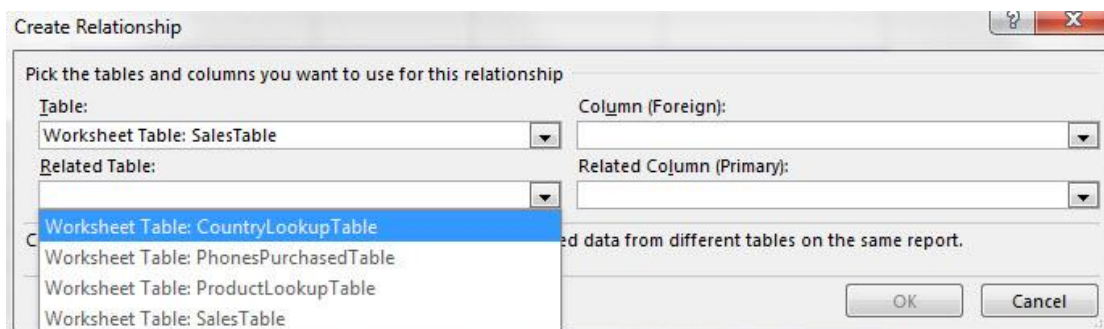 Create Relationship
?
Pick the tables and columns you want to use for this relationship
Table:
Column (Foreign):
Worksheet Table: SalesTable
Related Table:
Related Column (Primary):
Worksheet Table: CountryLookupTable
data from different tables on the same report.
Worksheet Table: PhonesPurchasedTable
Worksheet Table: ProductLookupTable
Worksheet Table: SalesTable
OK
Cancel